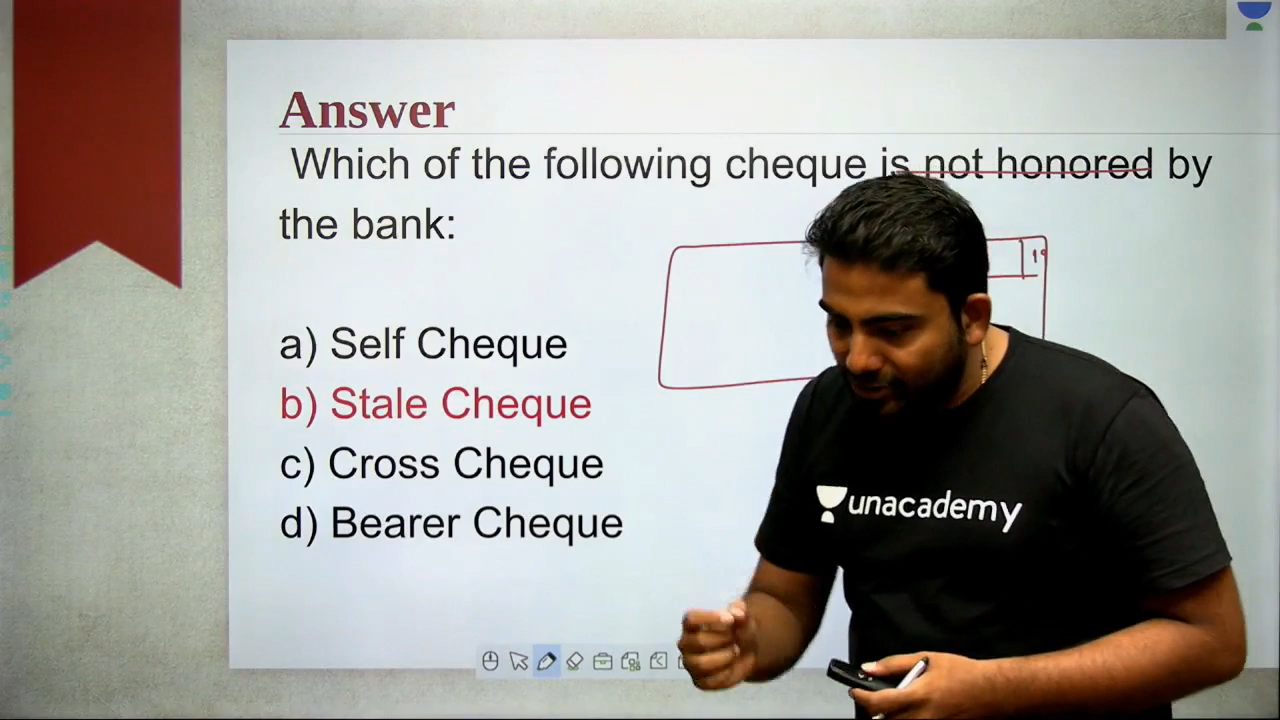 Answer
Which of the following cheque is not honored by
the bank:
a) Self Cheque
b) Stale Cheque
c) Cross Cheque
d) Bearer Cheque
unacademy